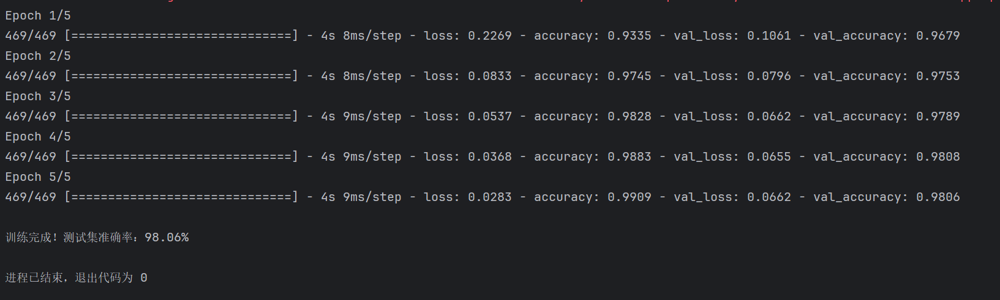 Epoch 1/5
469/469 [==============================] - 4s 8ms/step - loss: 0.2269 - accuracy: 0.9335 - val_loss: 0.1061 - val_accuracy: 0.9679
Epoch 2/5
469/469 [==============================] - 4s 8ms/step - loss: 0.0833 - accuracy: 0.9745 - val_loss: 0.0796 - val_accuracy: 0.9753
Epoch 3/5
469/469 [==============================] - 4s 9ms/step - loss: 0.0537 - accuracy: 0.9828 - val_loss: 0.0662 - val_accuracy: 0.9789
Epoch 4/5
469/469 [==============================] - 4s 9ms/step - loss: 0.0368 - accuracy: 0.9883 - val_loss: 0.0655 - val_accuracy: 0.9808
Epoch 5/5
469/469 [==============================] - 4s 9ms/step - loss: 0.0283 - accuracy: 0.9909 - val_loss: 0.0662 - val_accuracy: 0.9806
训练完成！测试集准确率：98.06%
进程已结束，退出代码为 0